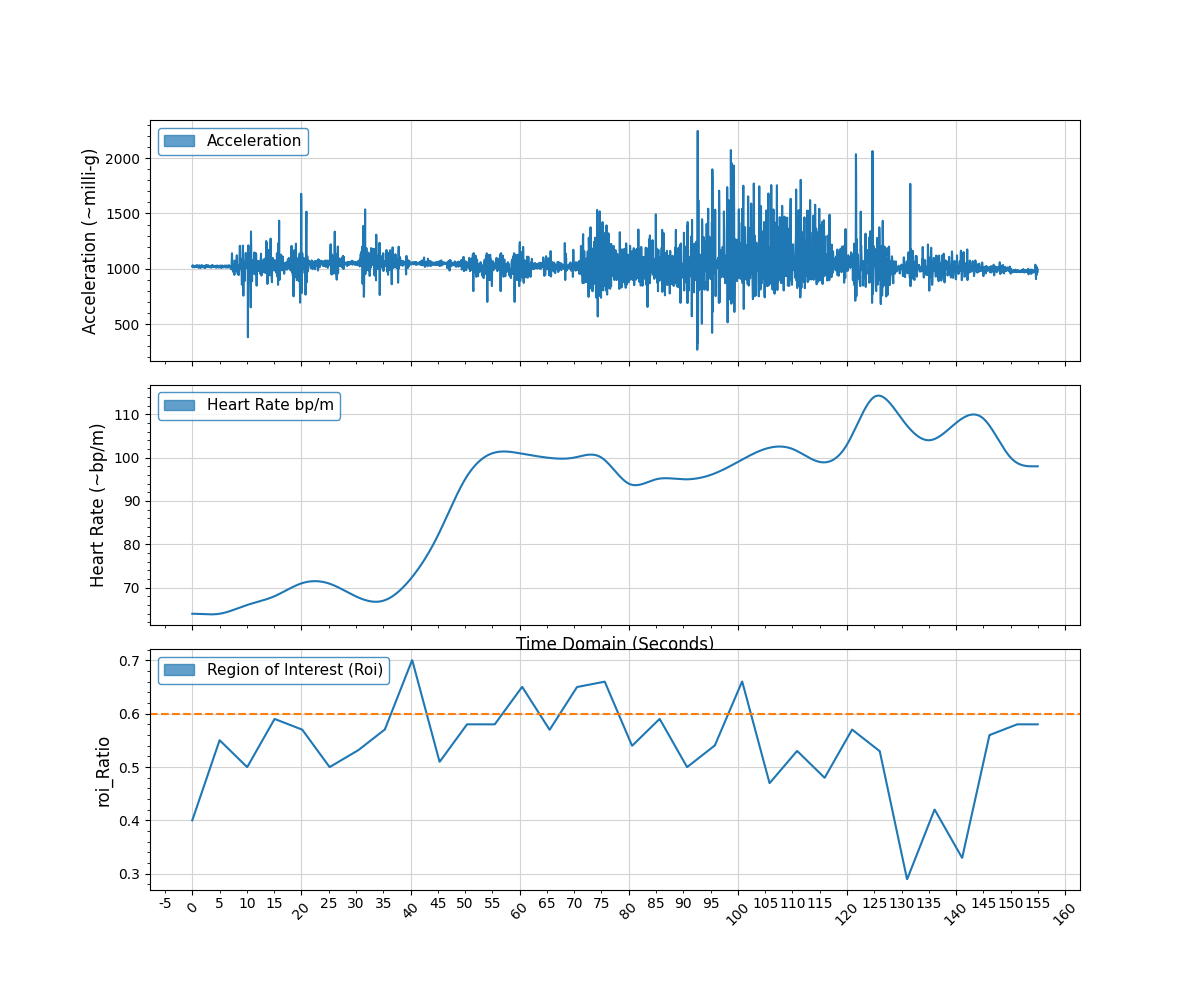 Acceleration
Acceleration (~milli-g)
2000
1500
1000
500
Heart Rate bp/m
Heart Rate (~bp/m)
110
100
90
80
70
Time Domain (Seconds)
Region of Interest (Roi)
roi_Ratio
0.7
0.6
0.5
0.4
0.3
-5 0 5 10 15 20 25 30 35 40 45 50 55 60 65 70 75 80 85 90 95 100 105 110 115 120 125 130 135 140 145 150 155 160